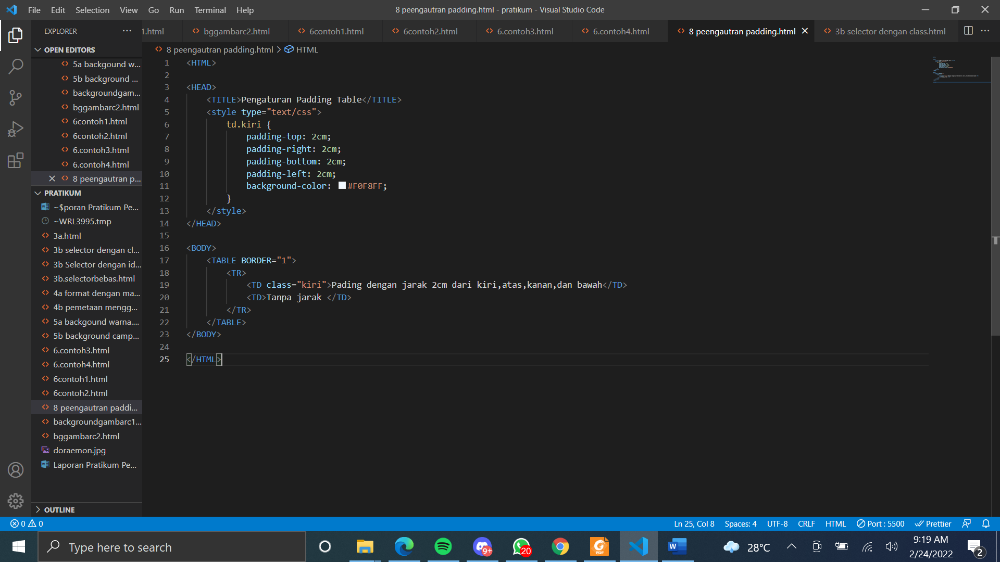 File Edit Selection View Go Run Terminal Help
8 peengautran padding.html - pratikum - Visual Studio Code
EXPLORER
1.html
bggambarc2.html
6contoh1.html
6contoh2.html
6.contoh3.html
6.contoh4.html
8 peengautran padding.html
3b selector dengan class.html
OPEN EDITORS
5a backgound w...
5b background ...
backgroundgam...
bggambarc2.html
6contoh1.html
6contoh2.html
6.contoh3.html
6.contoh4.html
8 peengautran p...
PRATIKUM
~$poran Pratikum Pe...
~WRL3995.tmp
3a.html
3b selector dengan cl...
3b Selector dengan id...
3b.selectorbebas.html
4a format dengan ma...
4b pemetaan mengg...
5a backgound warna....
5b background camp...
6.contoh3.html
6.contoh4.html
6contoh1.html
6contoh2.html
8 peengautran paddi...
backgroundgambarc1...
bggambarc2.html
doraemon.jpg
Laporan Pratikum Pe...
OUTLINE
8 peengautran padding.html > HTML
1 <HTML>
2
3 <HEAD>
4 <TITLE>Pengaturan Padding Table</TITLE>
5 <style type="text/css">
6 td.kiri {
7 padding-top: 2cm;
8 padding-right: 2cm;
9 padding-bottom: 2cm;
10 padding-left: 2cm;
11 background-color: #F0F8FF;
12 }
13 </style>
14 </HEAD>
15
16 <BODY>
17 <TABLE BORDER="1">
18 <TR>
19 <TD class="kiri">Pading dengan jarak 2cm dari kiri,atas,kanan,dan bawah</TD>
20 <TD>Tanpa jarak </TD>
21 </TR>
22 </TABLE>
23 </BODY>
24
25 </HTML>
0 0
Ln 25, Col 8 Spaces: 4 UTF-8 CRLF HTML Port : 5500 Prettier
Type here to search
9+
20
PDF
W
28°C
9:19 AM
2/24/2022
2